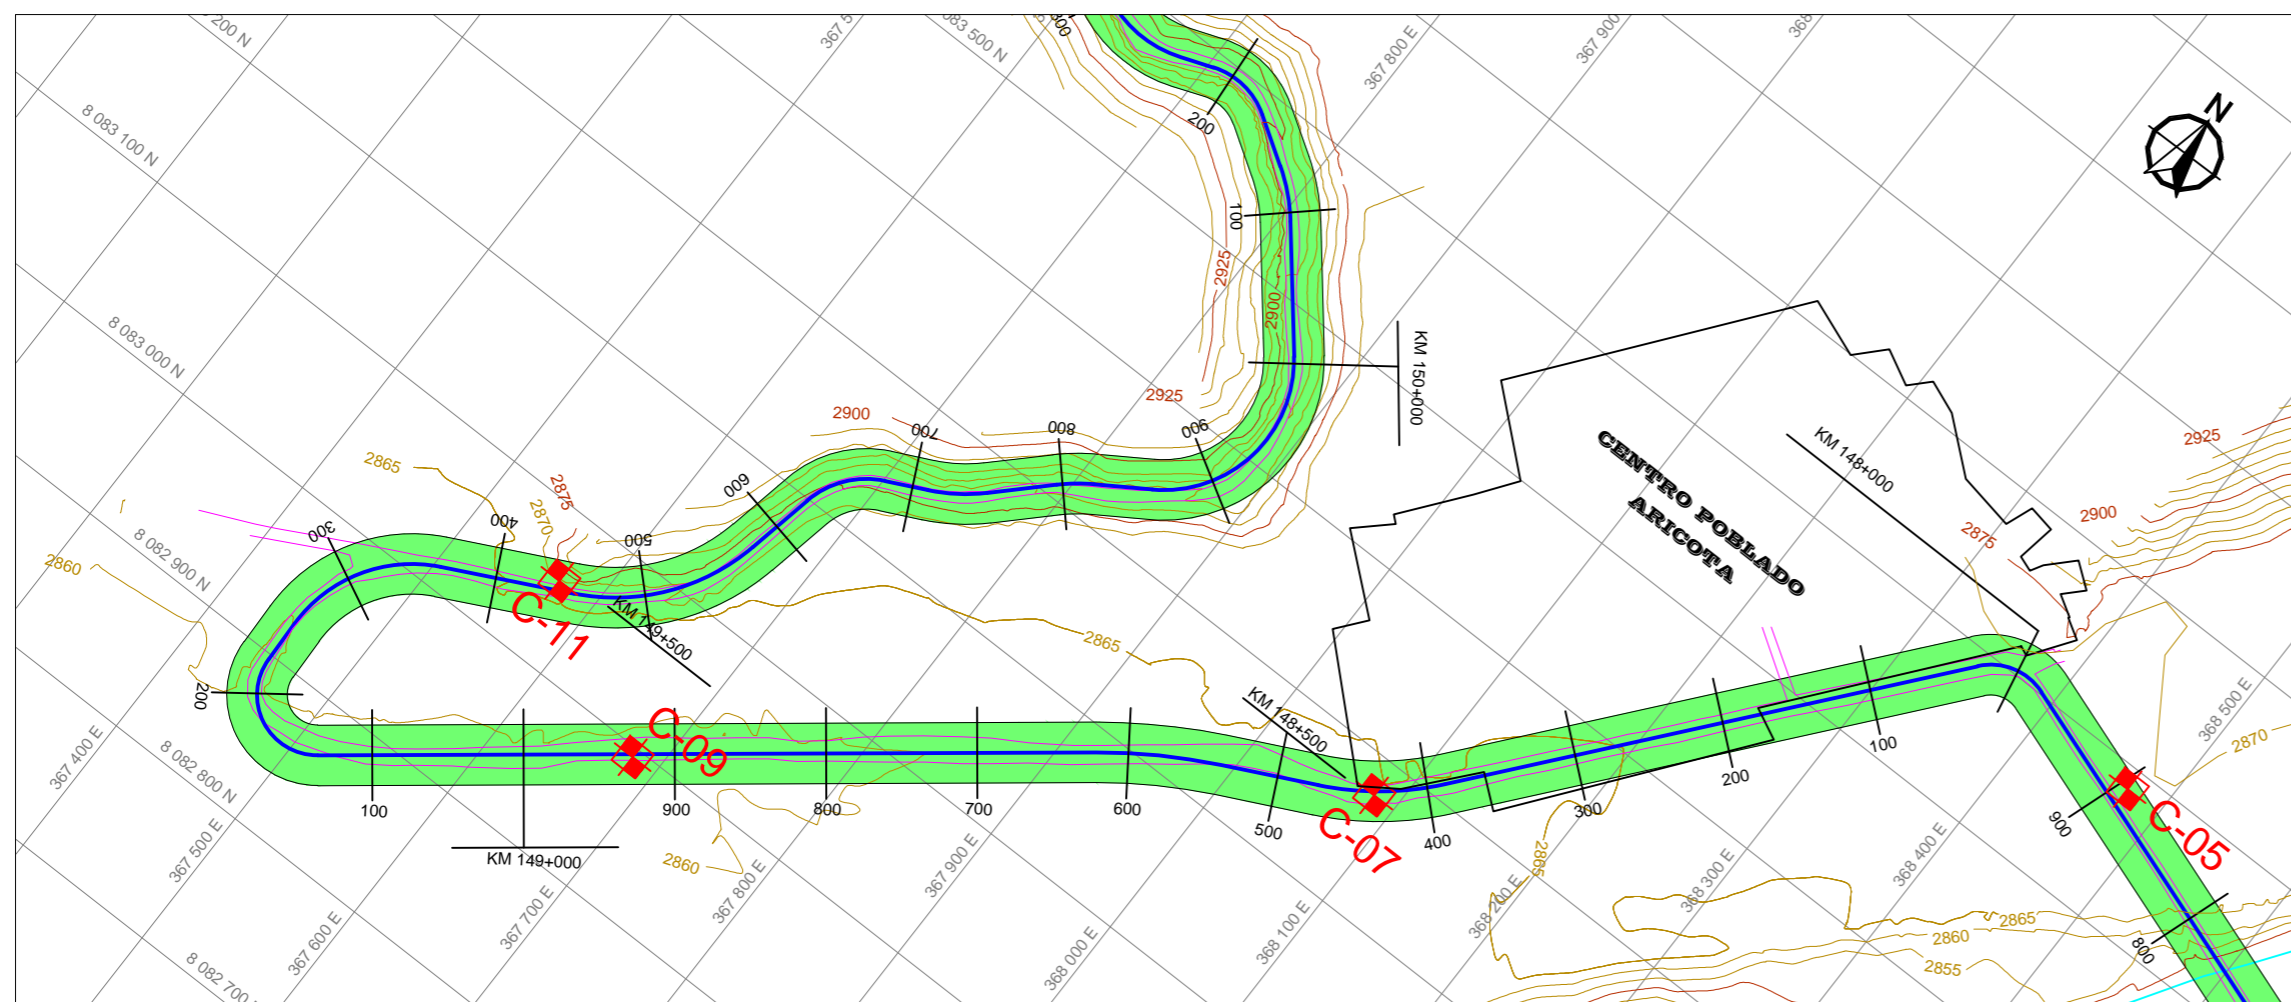 200 N
367 5
083 500 N
800
367 800 E
367 900
368
N
8 083 100 N
200
100
2925
2900
8 083 000 N
KM 150+000
2925
2900
900
800
700
CENTRO POBLADO
ARICOTA
KM 148+000
2925
2900
2875
2865
2875
2870
600
500
400
300
8 082 900 N
2860
C-11
KM 149+500
2865
200
KM 148+500
368 500 E
2870
367 400 E
8 082 800 N
C-09
100
900
800
700
600
500
400
300
200
100
C-07
C-05
900
KM 149+000
2860
367 500 E
367 600 E
367 700 E
367 800 E
367 900 E
368 000 E
368 100 E
368 200 E
368 300 E
368 400 E
2865
2865
2860
2855
800
8 082 700